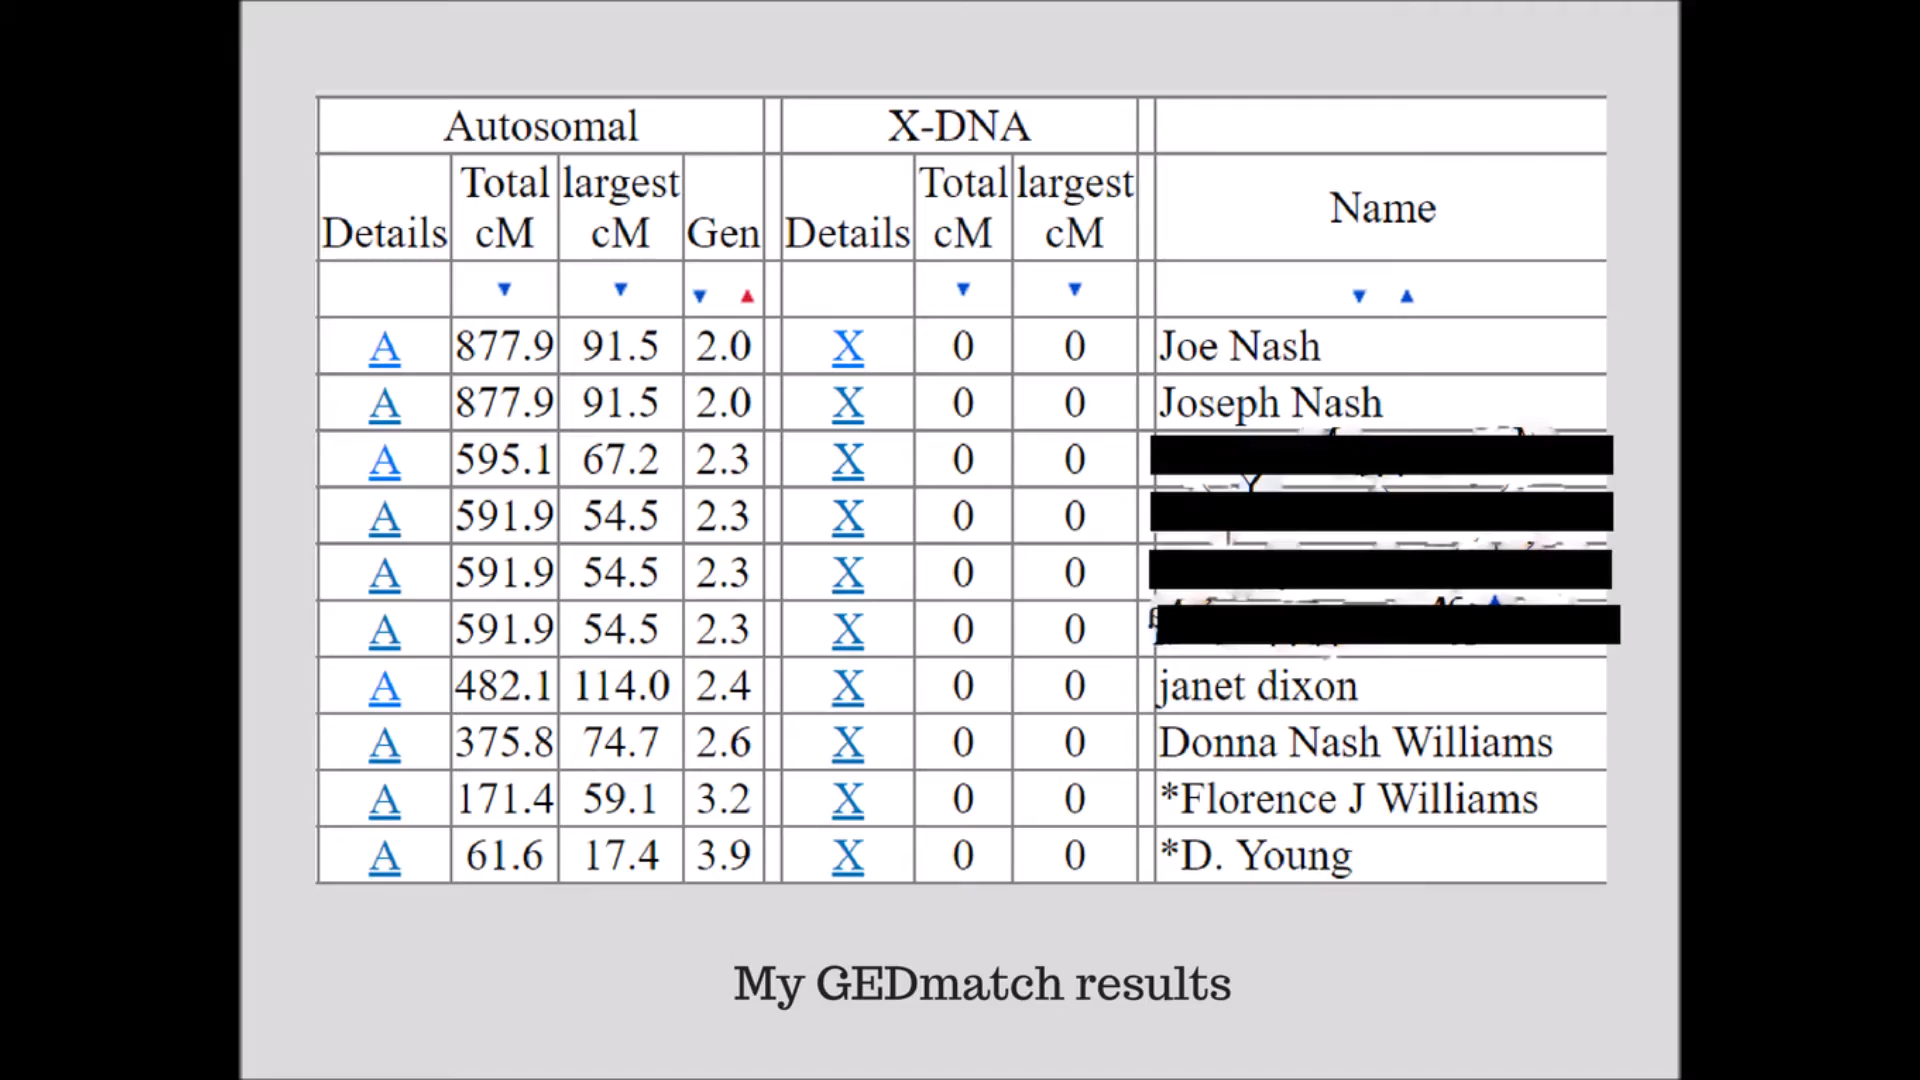 Autosomal X-DNA
Details Total cM largest cM Gen Details Total cM largest cM Name
A 877.9 91.5 2.0 X 0 0 Joe Nash
A 877.9 91.5 2.0 X 0 0 Joseph Nash
A 595.1 67.2 2.3 X 0 0
A 591.9 54.5 2.3 X 0 0
A 591.9 54.5 2.3 X 0 0
A 591.9 54.5 2.3 X 0 0
A 482.1 114.0 2.4 X 0 0 janet dixon
A 375.8 74.7 2.6 X 0 0 Donna Nash Williams
A 171.4 59.1 3.2 X 0 0 *Florence J Williams
A 61.6 17.4 3.9 X 0 0 *D. Young
My GEDmatch results